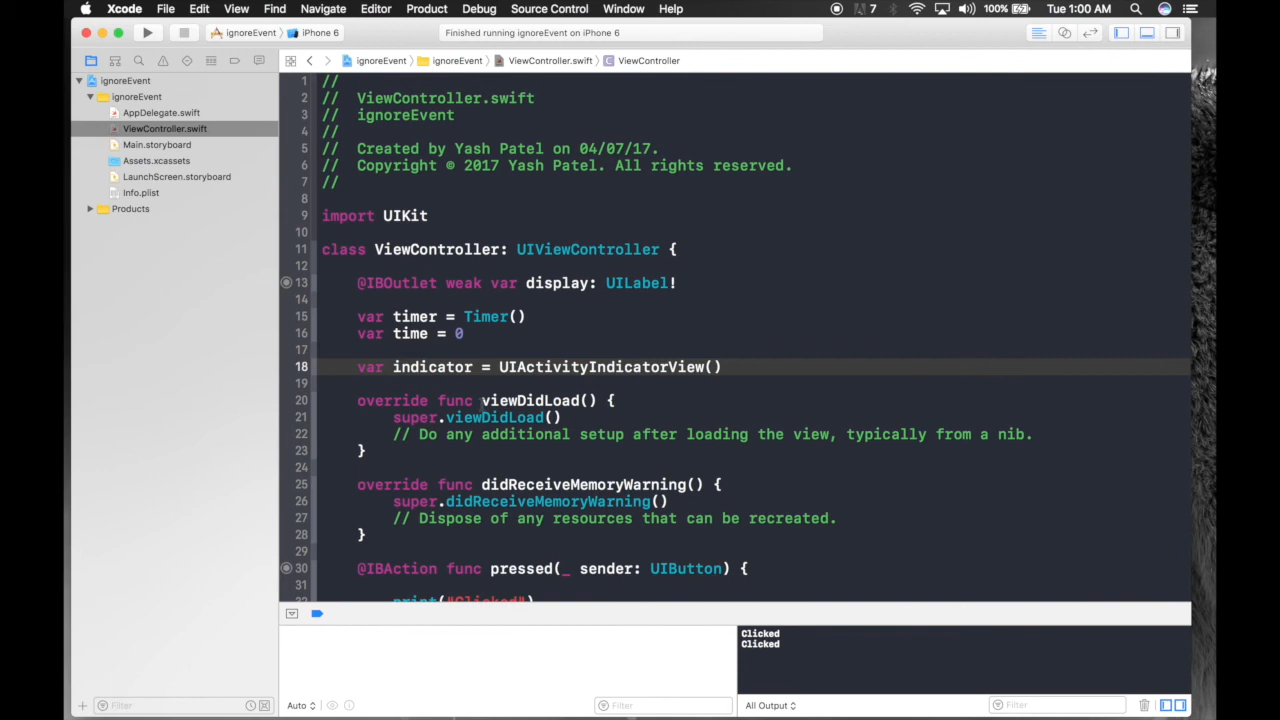 Xcode File Edit View Find Navigate Editor Product Debug Source Control Window Help 7 100% Tue 1:00 AM
ignoreEvent iPhone 6 Finished running ignoreEvent on iPhone 6
ignoreEvent ignoreEvent ViewController.swift ViewController
ignoreEvent
ignoreEvent
AppDelegate.swift
ViewController.swift
Main.storyboard
Assets.xcassets
LaunchScreen.storyboard
Info.plist
Products
1 //
2 // ViewController.swift
3 // ignoreEvent
4 //
5 // Created by Yash Patel on 04/07/17.
6 // Copyright © 2017 Yash Patel. All rights reserved.
7 //
8
9 import UIKit
10
11 class ViewController: UIViewController {
12
13 @IBOutlet weak var display: UILabel!
14
15 var timer = Timer()
16 var time = 0
17
18 var indicator = UIActivityIndicatorView()
19
20 override func viewDidLoad() {
21 super.viewDidLoad()
22 // Do any additional setup after loading the view, typically from a nib.
23 }
24
25 override func didReceiveMemoryWarning() {
26 super.didReceiveMemoryWarning()
27 // Dispose of any resources that can be recreated.
28 }
29
30 @IBAction func pressed(_ sender: UIButton) {
31
32 print("Clicked")
Clicked
Clicked
Filter Auto Filter All Output Filter